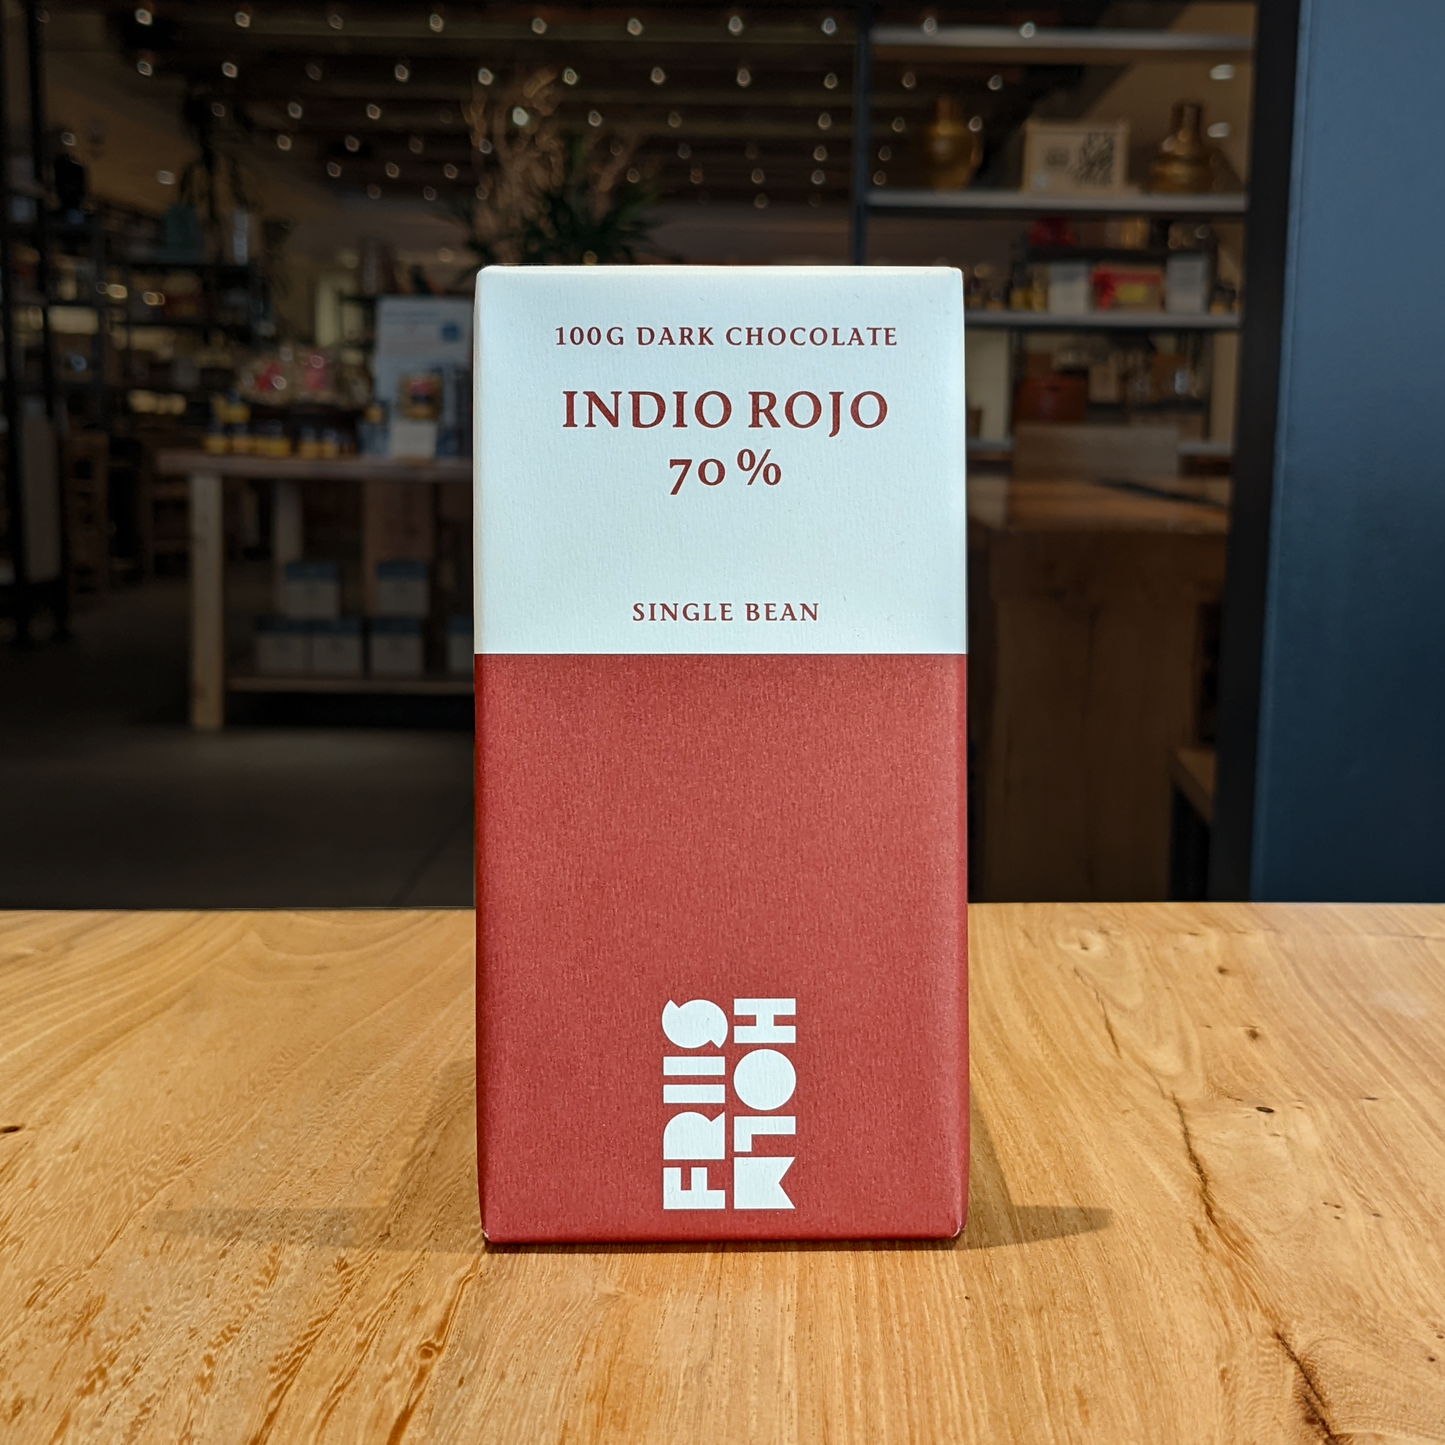 100G DARK CHOCOLATE
INDIO ROJO
70%
SINGLE BEAN
FRIIS
HOLM